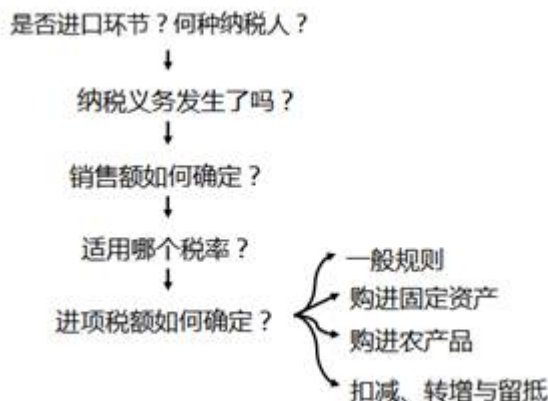 是否进口环节？何种纳税人？
纳税义务发生了吗？
销售额如何确定？
适用哪个税率？
进项税额如何确定？
一般规则
购进固定资产
购进农产品
扣减、转增与留抵